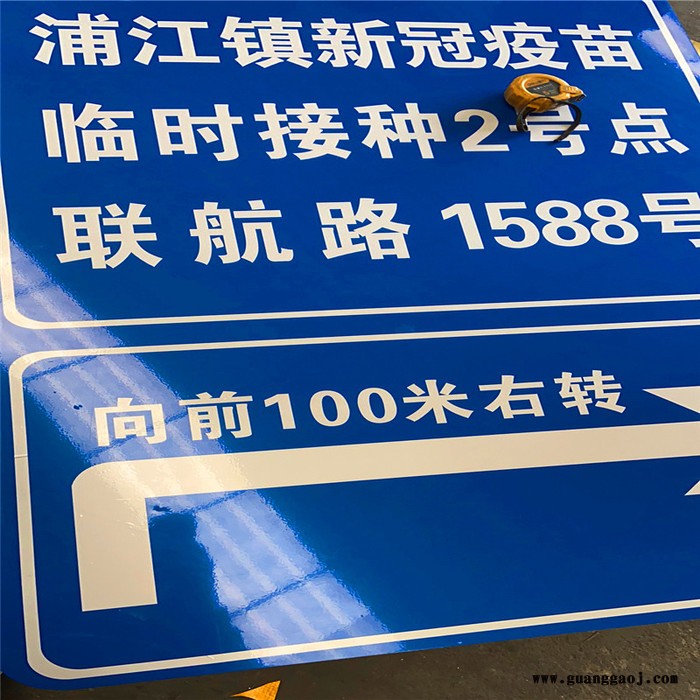 浦江镇新冠疫苗
临时接种2号点
联航路 1588号
向前100米右转
www.guanggaoj.com